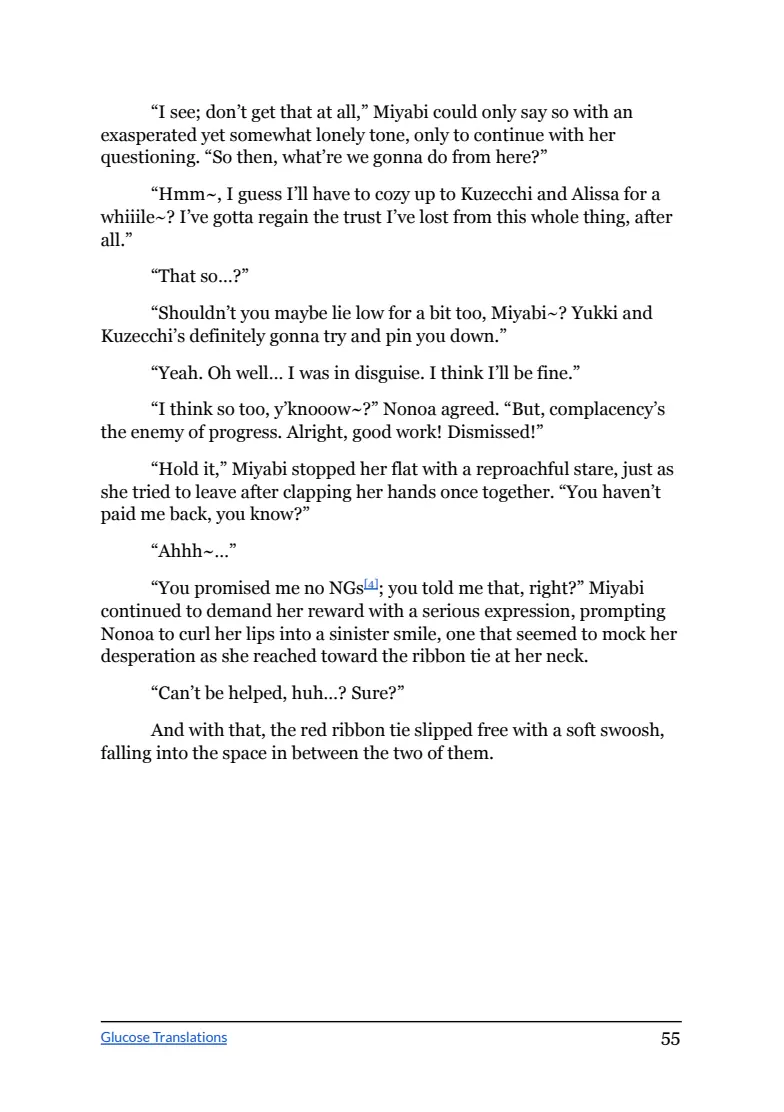 “I see; don’t get that at all,” Miyabi could only say so with an
exasperated yet somewhat lonely tone, only to continue with her
questioning. “So then, what’re we gonna do from here?”
“Hmm~, I guess I’ll have to cozy up to Kuzecchi and Alissa for a
whiiile~? I’ve gotta regain the trust I’ve lost from this whole thing, after
all.”
“That so…?”
“Shouldn’t you maybe lie low for a bit too, Miyabi~? Yukki and
Kuzecchi’s definitely gonna try and pin you down.”
“Yeah. Oh well… I was in disguise. I think I’ll be fine.”
“I think so too, y’knooow~?” Nonoa agreed. “But, complacency’s
the enemy of progress. Alright, good work! Dismissed!”
“Hold it,” Miyabi stopped her flat with a reproachful stare, just as
she tried to leave after clapping her hands once together. “You haven’t
paid me back, you know?”
“Ahhh~…”
“You promised me no NGs[4]; you told me that, right?” Miyabi
continued to demand her reward with a serious expression, prompting
Nonoa to curl her lips into a sinister smile, one that seemed to mock her
desperation as she reached toward the ribbon tie at her neck.
“Can’t be helped, huh…? Sure?”
And with that, the red ribbon tie slipped free with a soft swoosh,
falling into the space in between the two of them.
Glucose Translations 55